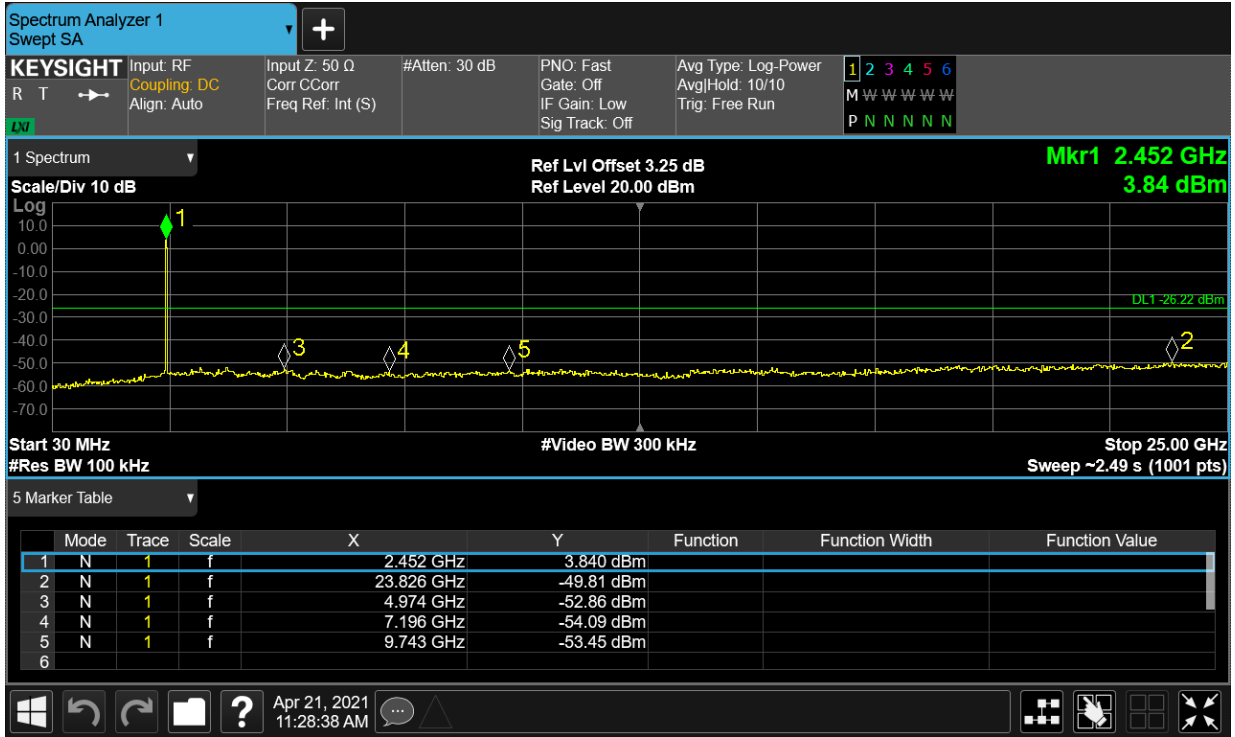 Spectrum Analyzer 1
Swept SA
KEYSIGHT
R T
LXI
Input: RF
Coupling: DC
Align: Auto
Input Z: 50 Ω
Corr CCorr
Freq Ref: Int (S)
#Atten: 30 dB
PNO: Fast
Gate: Off
IF Gain: Low
Sig Track: Off
Avg Type: Log-Power
Avg|Hold: 10/10
Trig: Free Run
1 2 3 4 5 6
M W W W W W W
P N N N N N N
1 Spectrum
Scale/Div 10 dB
Ref Lvl Offset 3.25 dB
Ref Level 20.00 dBm
Mkr1 2.452 GHz
3.84 dBm
Log
10.0
0.00
-10.0
-20.0
-30.0
-40.0
-50.0
-60.0
-70.0
1
DL1 -26.22 dBm
3
4
5
2
Start 30 MHz
#Video BW 300 kHz
Stop 25.00 GHz
#Res BW 100 kHz
Sweep ~2.49 s (1001 pts)
5 Marker Table
Mode Trace Scale X Y Function Function Width Function Value
1 N 1 f 2.452 GHz 3.840 dBm
2 N 1 f 23.826 GHz -49.81 dBm
3 N 1 f 4.974 GHz -52.86 dBm
4 N 1 f 7.196 GHz -54.09 dBm
5 N 1 f 9.743 GHz -53.45 dBm
6
?
Apr 21, 2021
11:28:38 AM